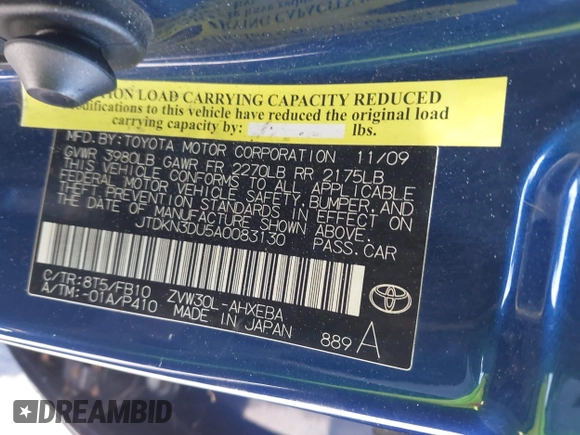 ION LOAD CARRYING CAPACITY REDUCED
Modifications to this vehicle have reduced the original load
carrying capacity by: lbs.
MFD.BY:TOYOTA MOTOR CORPORATION 11/09
GVWR 3980LB GAWR FR 2270LB RR 2175LB
THIS VEHICLE CONFORMS TO ALL APPLICABLE
FEDERAL MOTOR VEHICLE SAFETY,BUMPER,AND
THEFT PREVENTION STANDARDS IN EFFECT ON
THE DATE OF MANUFACTURE SHOWN ABOVE.
JTDKN3DU5A0083130 PASS.CAR
C/TR:8T5/FB10 ZVW30L-AHXEBA
A/TM:-01A/P410 MADE IN JAPAN
TOYOTA
889 A
DREAMBID